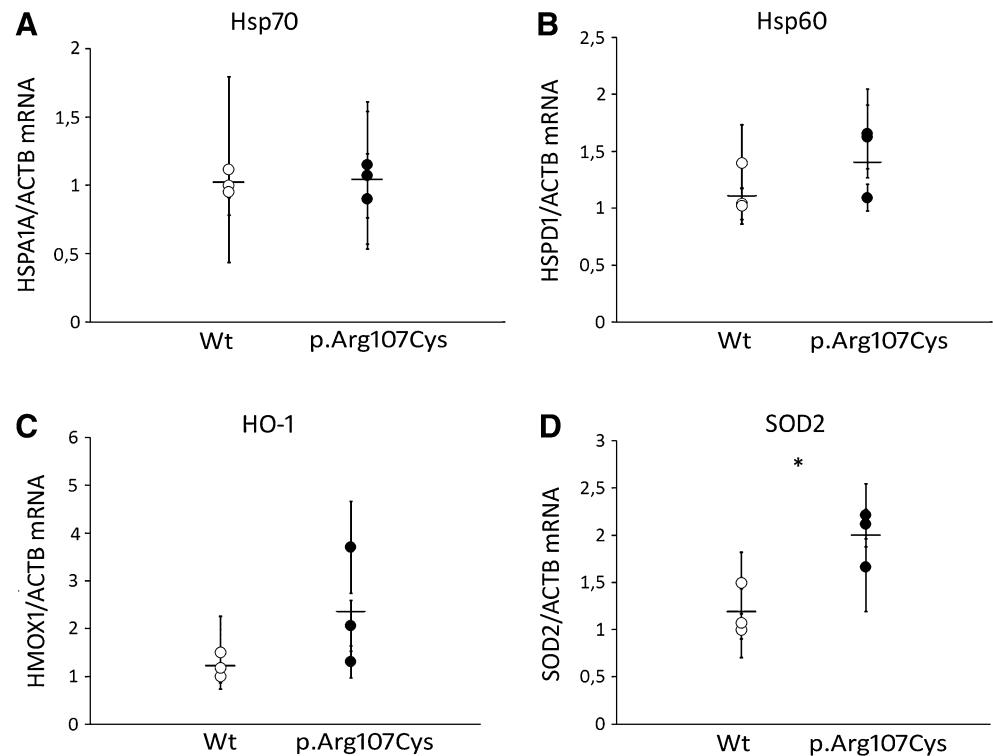 A
Hsp70
HSPA1A/ACTB mRNA
2
1,5
1
0,5
0
Wt
p.Arg107Cys
B
Hsp60
HSPD1/ACTB mRNA
2,5
2
1,5
1
0,5
0
Wt
p.Arg107Cys
C
HO-1
HMOX1/ACTB mRNA
6
5
4
3
2
1
0
Wt
p.Arg107Cys
D
SOD2
SOD2/ACTB mRNA
3
2,5
2
1,5
1
0,5
0
*
Wt
p.Arg107Cys